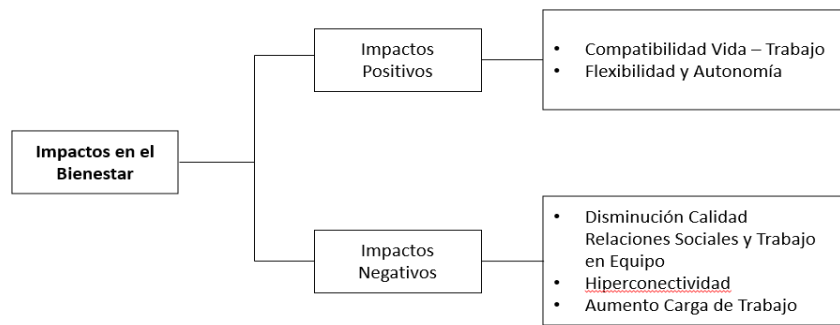 Impactos en el
Bienestar
Impactos
Positivos
• Compatibilidad Vida – Trabajo
• Flexibilidad y Autonomía
Impactos
Negativos
• Disminución Calidad
Relaciones Sociales y Trabajo
en Equipo
• Hiperconectividad
• Aumento Carga de Trabajo